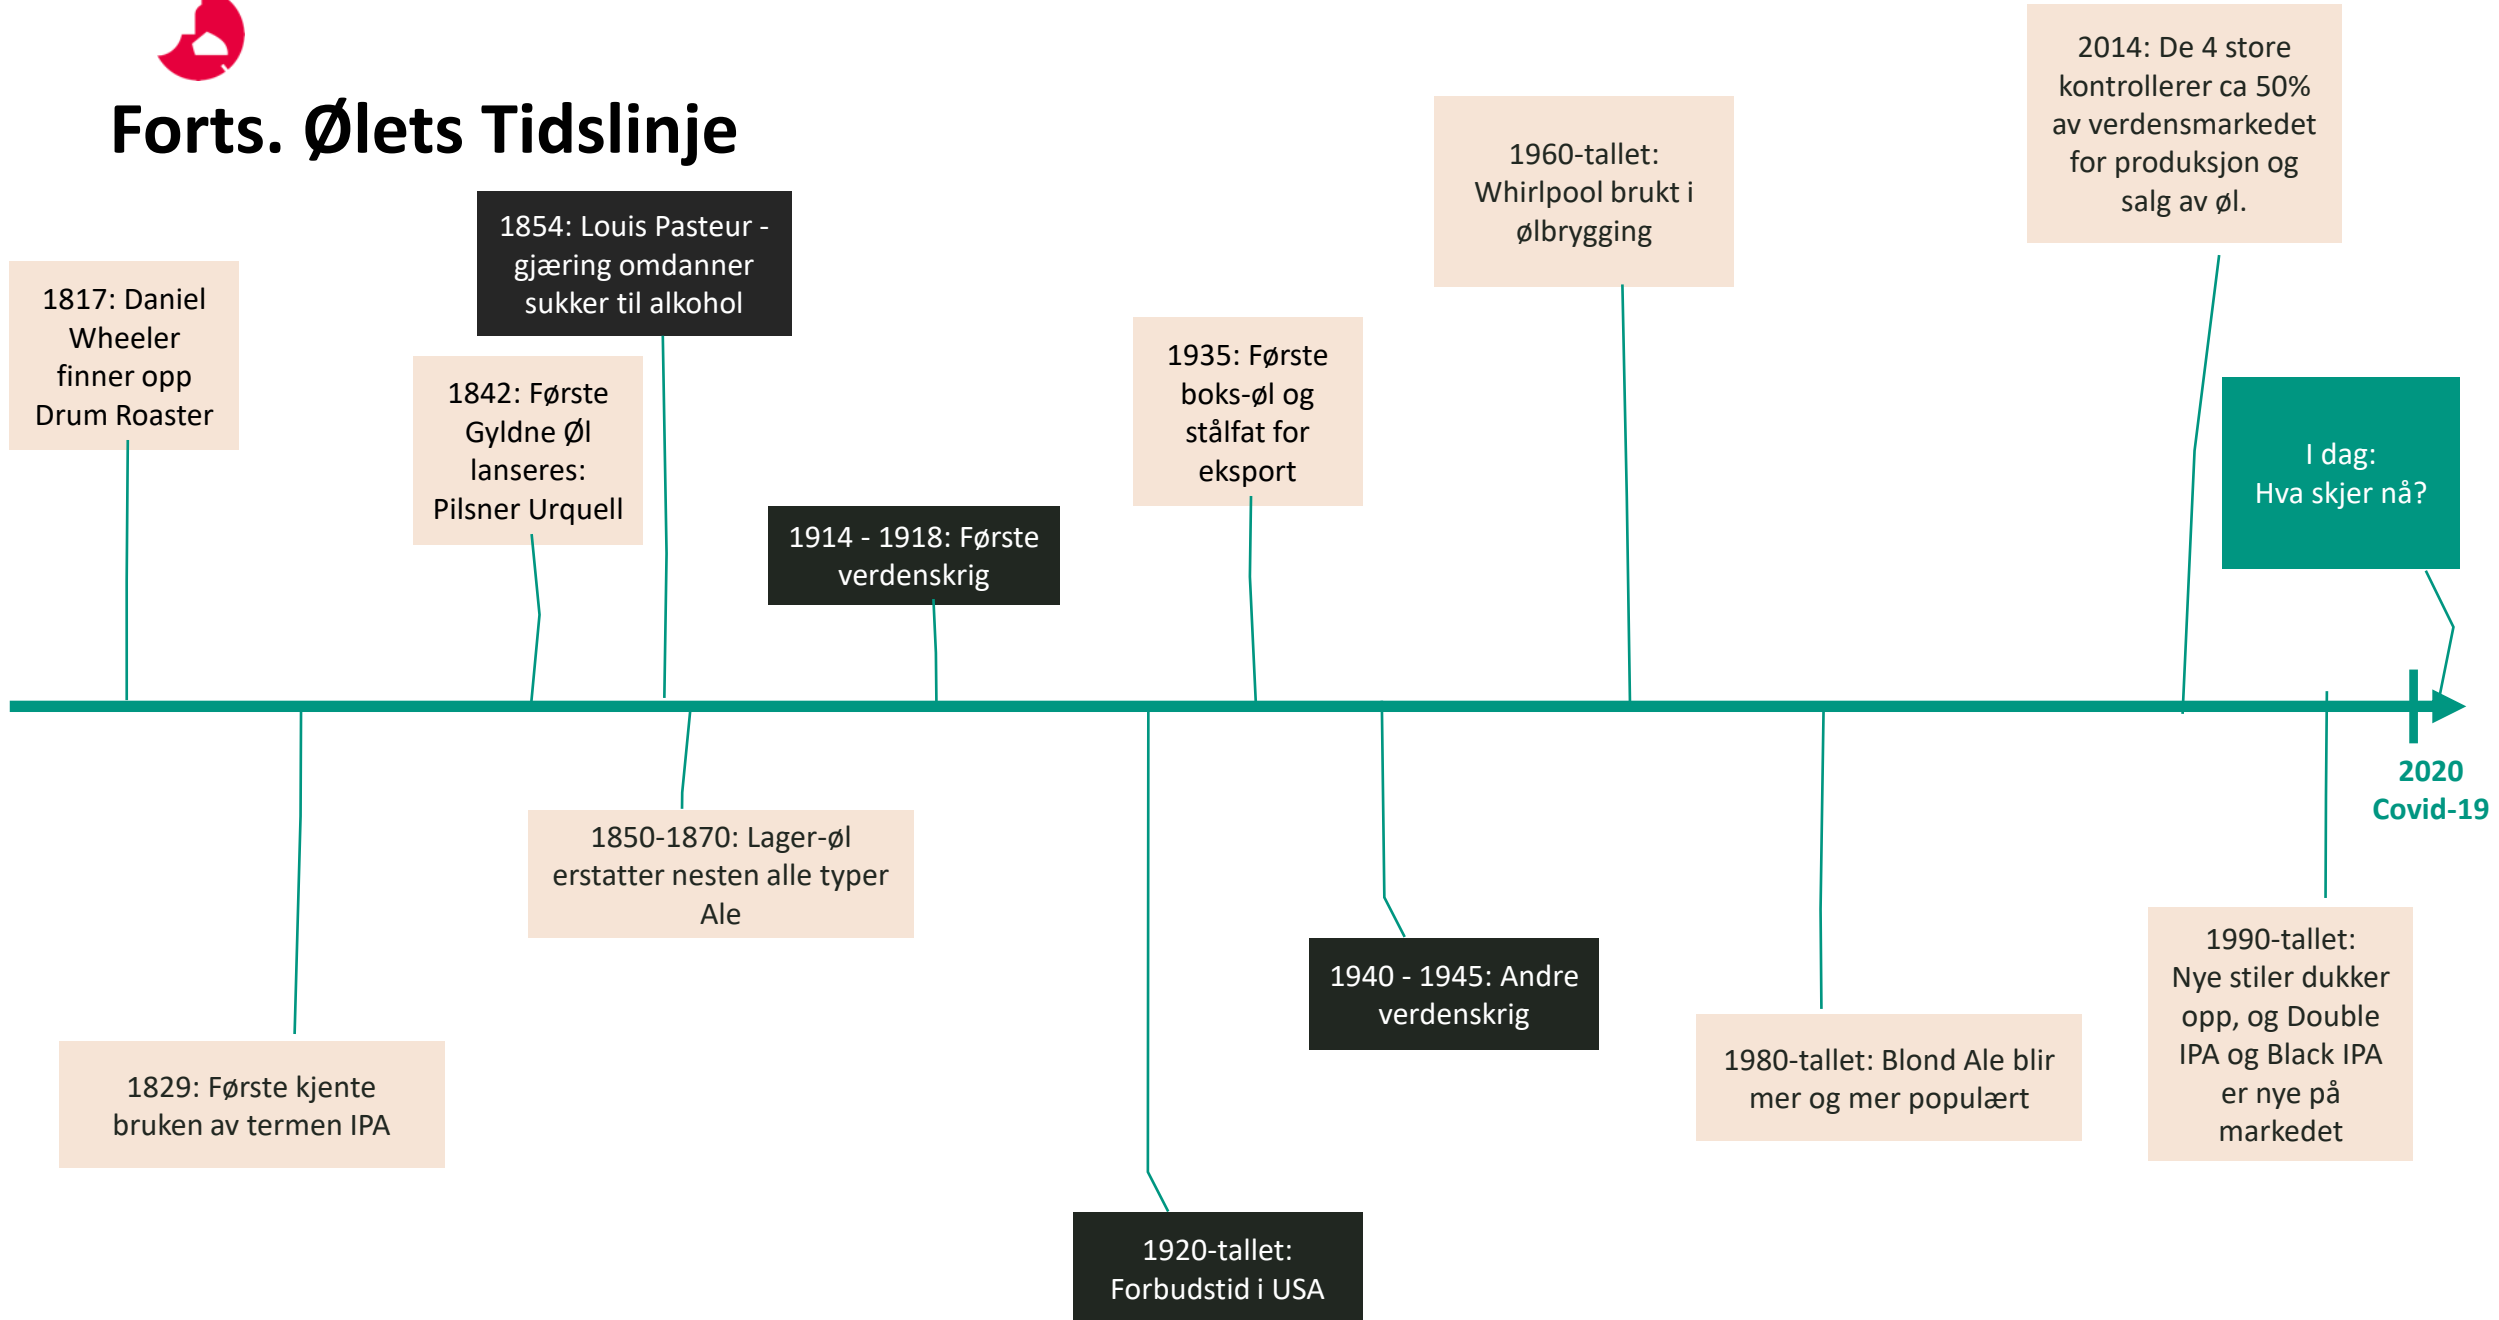 Forts. Ølets Tidslinje
1817: Daniel
Wheeler
finner opp
Drum Roaster
1829: Første kjente
bruken av termen IPA
1842: Første
Gyldne Øl
lanseres:
Pilsner Urquell
1854: Louis Pasteur -
gjæring omdanner
sukker til alkohol
1850-1870: Lager-øl
erstatter nesten alle typer
Ale
1914 - 1918: Første
verdenskrig
1920-tallet:
Forbudstid i USA
1935: Første
boks-øl og
stålfat for
eksport
1940 - 1945: Andre
verdenskrig
1960-tallet:
Whirlpool brukt i
ølbrygging
1980-tallet: Blond Ale blir
mer og mer populært
2014: De 4 store
kontrollerer ca 50%
av verdensmarkedet
for produksjon og
salg av øl.
1990-tallet:
Nye stiler dukker
opp, og Double
IPA og Black IPA
er nye på
markedet
I dag:
Hva skjer nå?
2020
Covid-19